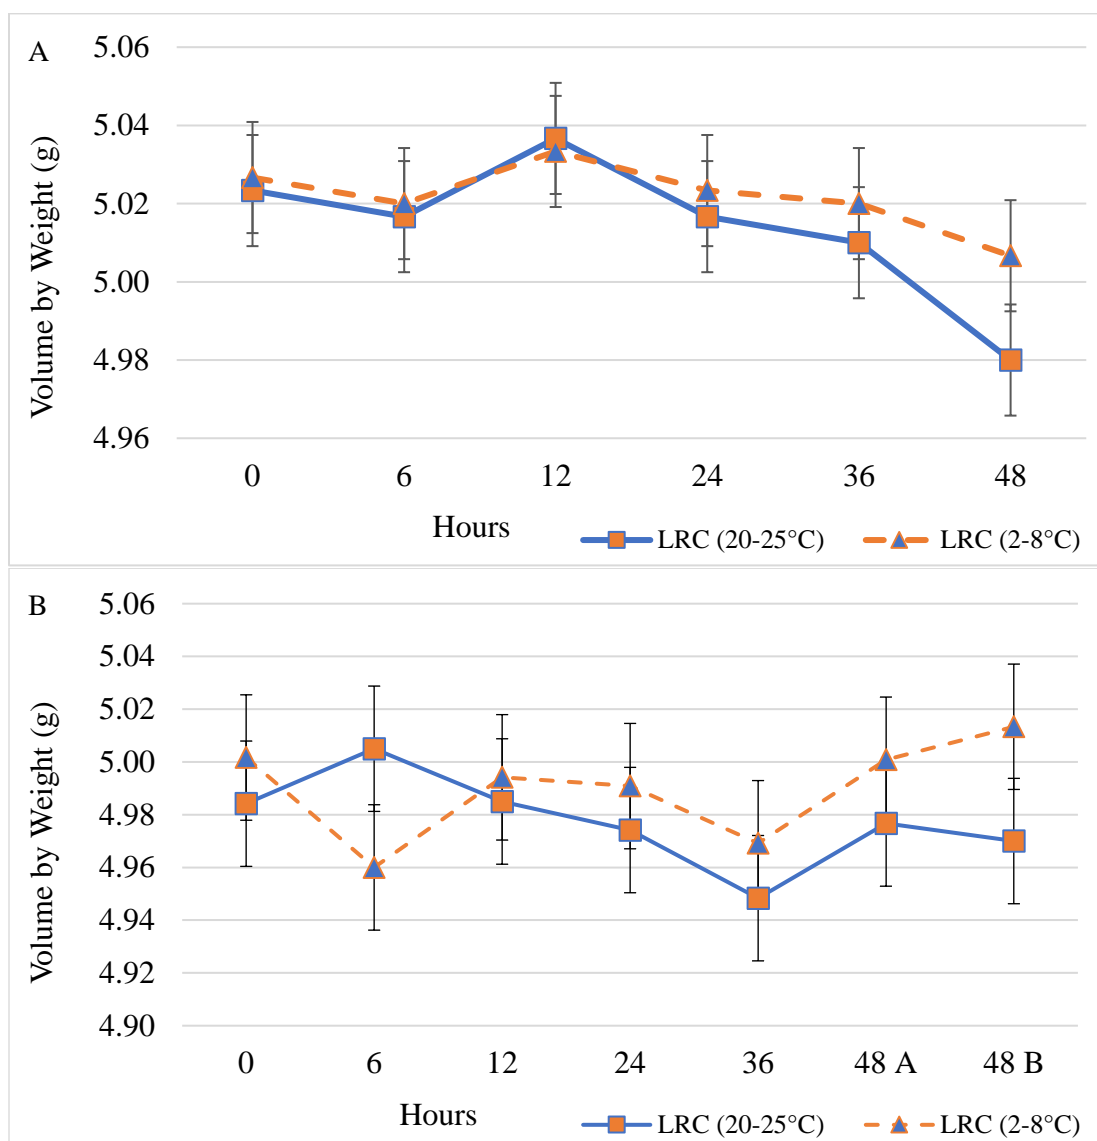 A
Volume by Weight (g)
5.06
5.04
5.02
5.00
4.98
4.96
0 6 12 24 36 48
Hours
LRC (20-25°C) LRC (2-8°C)
B
Volume by Weight (g)
5.06
5.04
5.02
5.00
4.98
4.96
4.94
4.92
4.90
0 6 12 24 36 48 A 48 B
Hours
LRC (20-25°C) LRC (2-8°C)